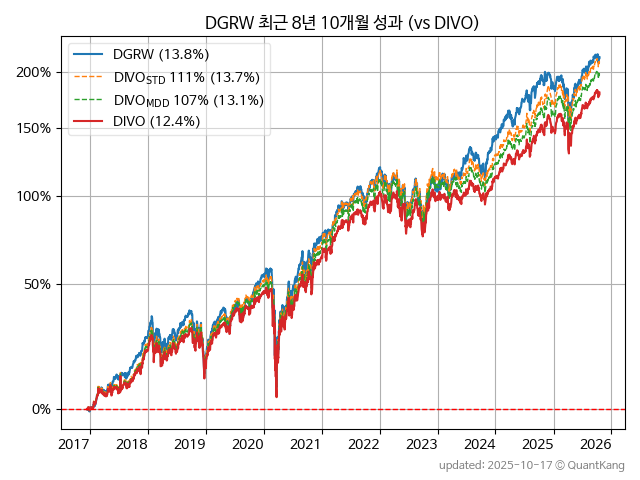 DGRW 최근 8년 10개월 성과 (vs DIVO)
DGRW (13.8%)
DIVO_STD 111% (13.7%)
DIVO_MDD 107% (13.1%)
DIVO (12.4%)
200%
150%
100%
50%
0%
2017 2018 2019 2020 2021 2022 2023 2024 2025 2026
updated: 2025-10-17 © QuantKang